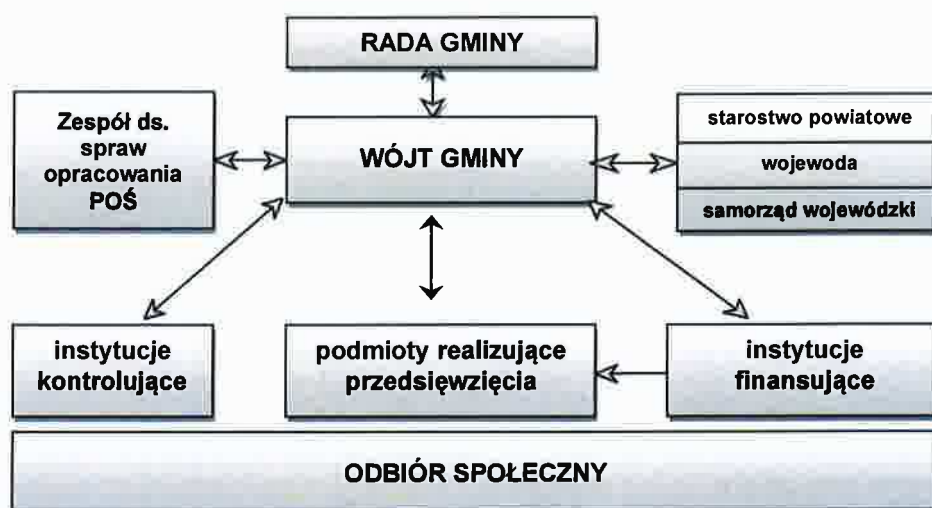 RADA GMINY
Zespół ds.
spraw
opracowania
POŚ
WÓJT GMINY
starostwo powiatowe
wojewoda
samorząd wojewódzki
instytucje
kontrolujące
podmioty realizujące
przedsięwzięcia
instytucje
finansujące
ODBIÓR SPOŁECZNY